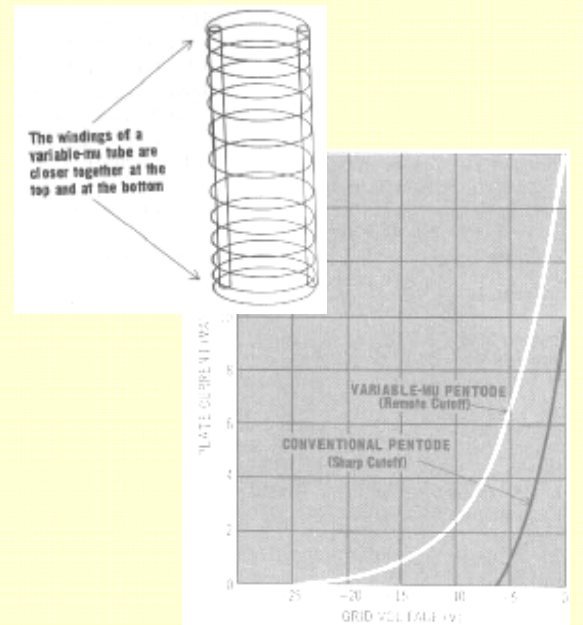 The windings of a
variable-mu tube are
closer together at the
top and at the bottom
VARIABLE-MU PENTODE
(Remote Cutoff)
CONVENTIONAL PENTODE
(Sharp Cutoff)
8
6
4
2
0
25 -20 -15 10 5 0
GRID VOLTAGE (V)